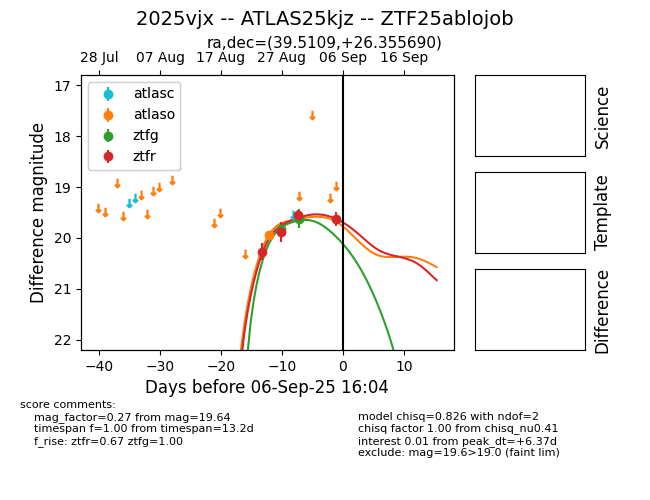 2025vjx -- ATLAS25kjz -- ZTF25ablojob
ra,dec=(39.5109,+26.355690)
28 Jul 07 Aug 17 Aug 27 Aug 06 Sep 16 Sep
atlasc
atlaso
ztfg
ztfr
Difference magnitude
17
18
19
20
21
22
−40 −30 −20 −10 0 10
Days before 06-Sep-25 16:04
Science
Template
Difference
score comments:
mag_factor=0.27 from mag=19.64
timespan f=1.00 from timespan=13.2d
f_rise: ztfr=0.67 ztfg=1.00
model chisq=0.826 with ndof=2
chisq factor 1.00 from chisq_nu0.41
interest 0.01 from peak_dt=+6.37d
exclude: mag=19.6>19.0 (faint lim)